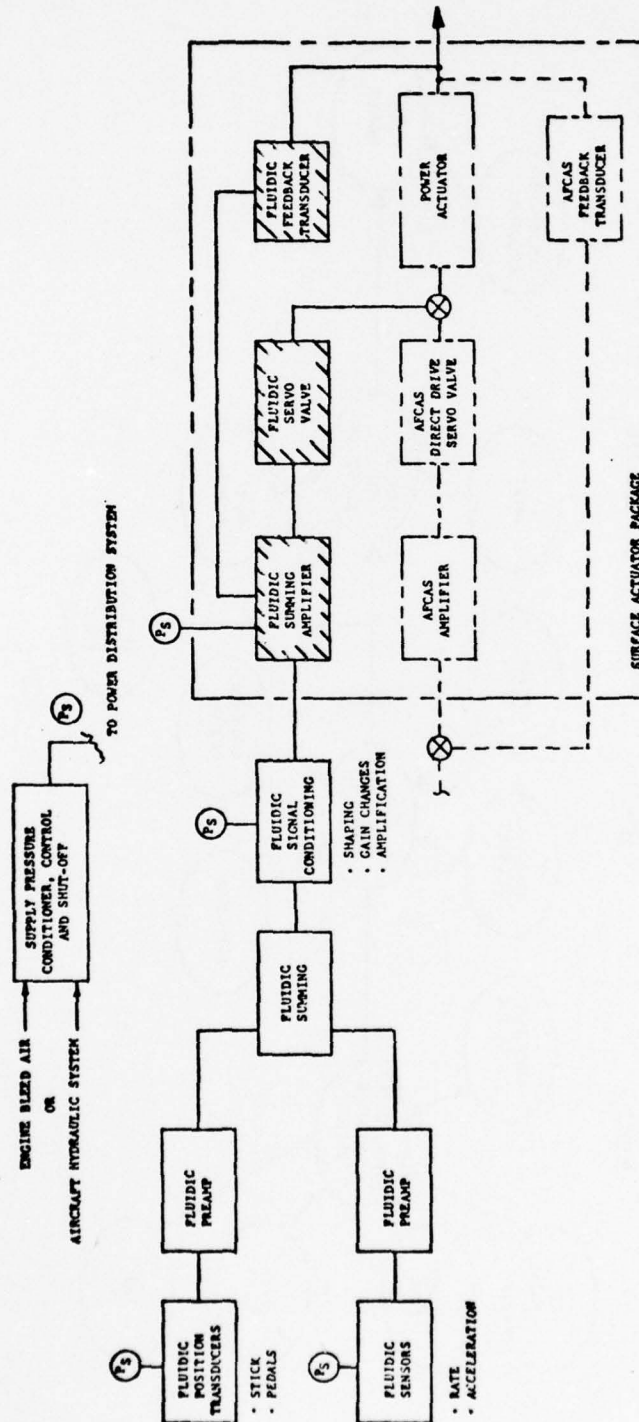 ENGINE BLEED AIR
OR
AIRCRAFT HYDRAULIC SYSTEM
SUPPLY PRESSURE
CONDITIONER, CONTROL
AND SHUT-OFF
PS
TO POWER DISTRIBUTION SYSTEM
PS
FLUIDIC
POSITION
TRANSDUCERS
· STICK
· PEDALS
FLUIDIC
PREAMP
PS
FLUIDIC
SENSORS
· RATE
· ACCELERATION
FLUIDIC
PREAMP
FLUIDIC
SUMMING
PS
FLUIDIC
SIGNAL
CONDITIONING
· SHAPING
· GAIN CHANGES
· AMPLIFICATION
PS
FLUIDIC
SUMMING
AMPLIFIER
FLUIDIC
SERVO
VALVE
FLUIDIC
FEEDBACK
TRANSDUCER
AFCAS
AMPLIFIER
AFCAS
DIRECT DRIVE
SERVO VALVE
POWER
ACTUATOR
AFCAS
FEEDBACK
TRANSDUCER
SURFACE ACTUATOR PACKAGE